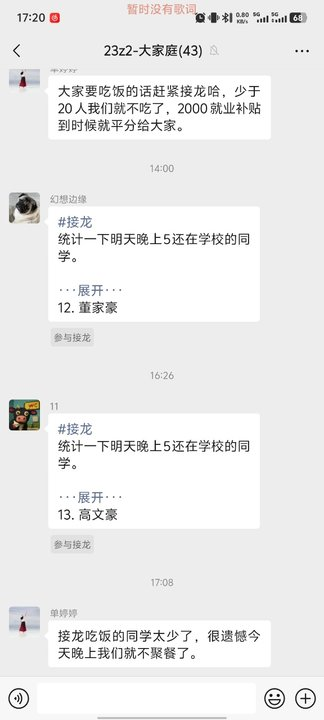 暂时没有歌词
17:20
0.80
KB/s
5G
5G
68
23z2-大家庭(43)
单婷婷
大家要吃饭的话赶紧接龙哈，少于
20人我们就不吃了，2000就业补贴
到时候就平分给大家。
14:00
幻想边缘
#接龙
统计一下明天晚上5还在学校的同
学。
···展开···
12. 董家豪
参与接龙
16:26
11
#接龙
统计一下明天晚上5还在学校的同
学。
···展开···
13. 高文豪
参与接龙
17:08
单婷婷
接龙吃饭的同学太少了，很遗憾今
天晚上我们就不聚餐了。